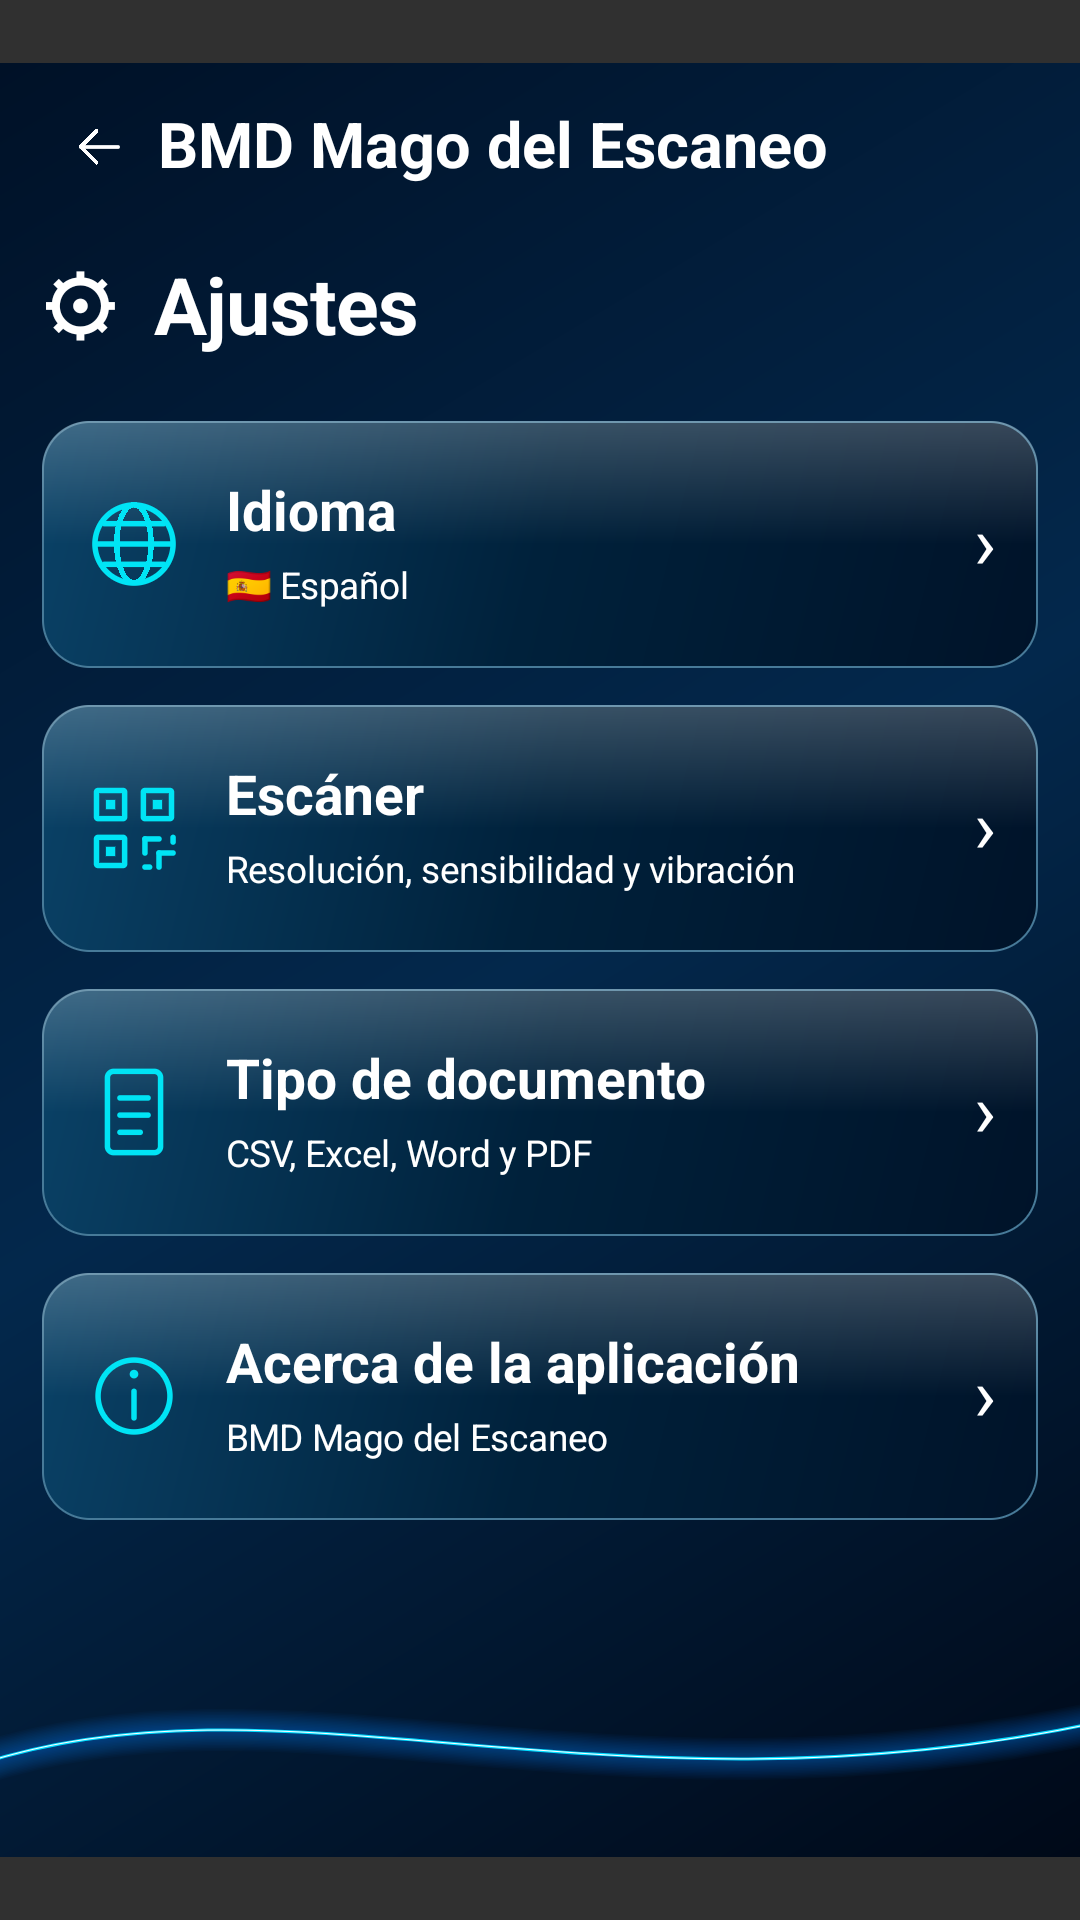 BMD Mago del Escaneo
Ajustes
Idioma
🇪🇸 Español
Escáner
Resolución, sensibilidad y vibración
Tipo de documento
CSV, Excel, Word y PDF
Acerca de la aplicación
BMD Mago del Escaneo